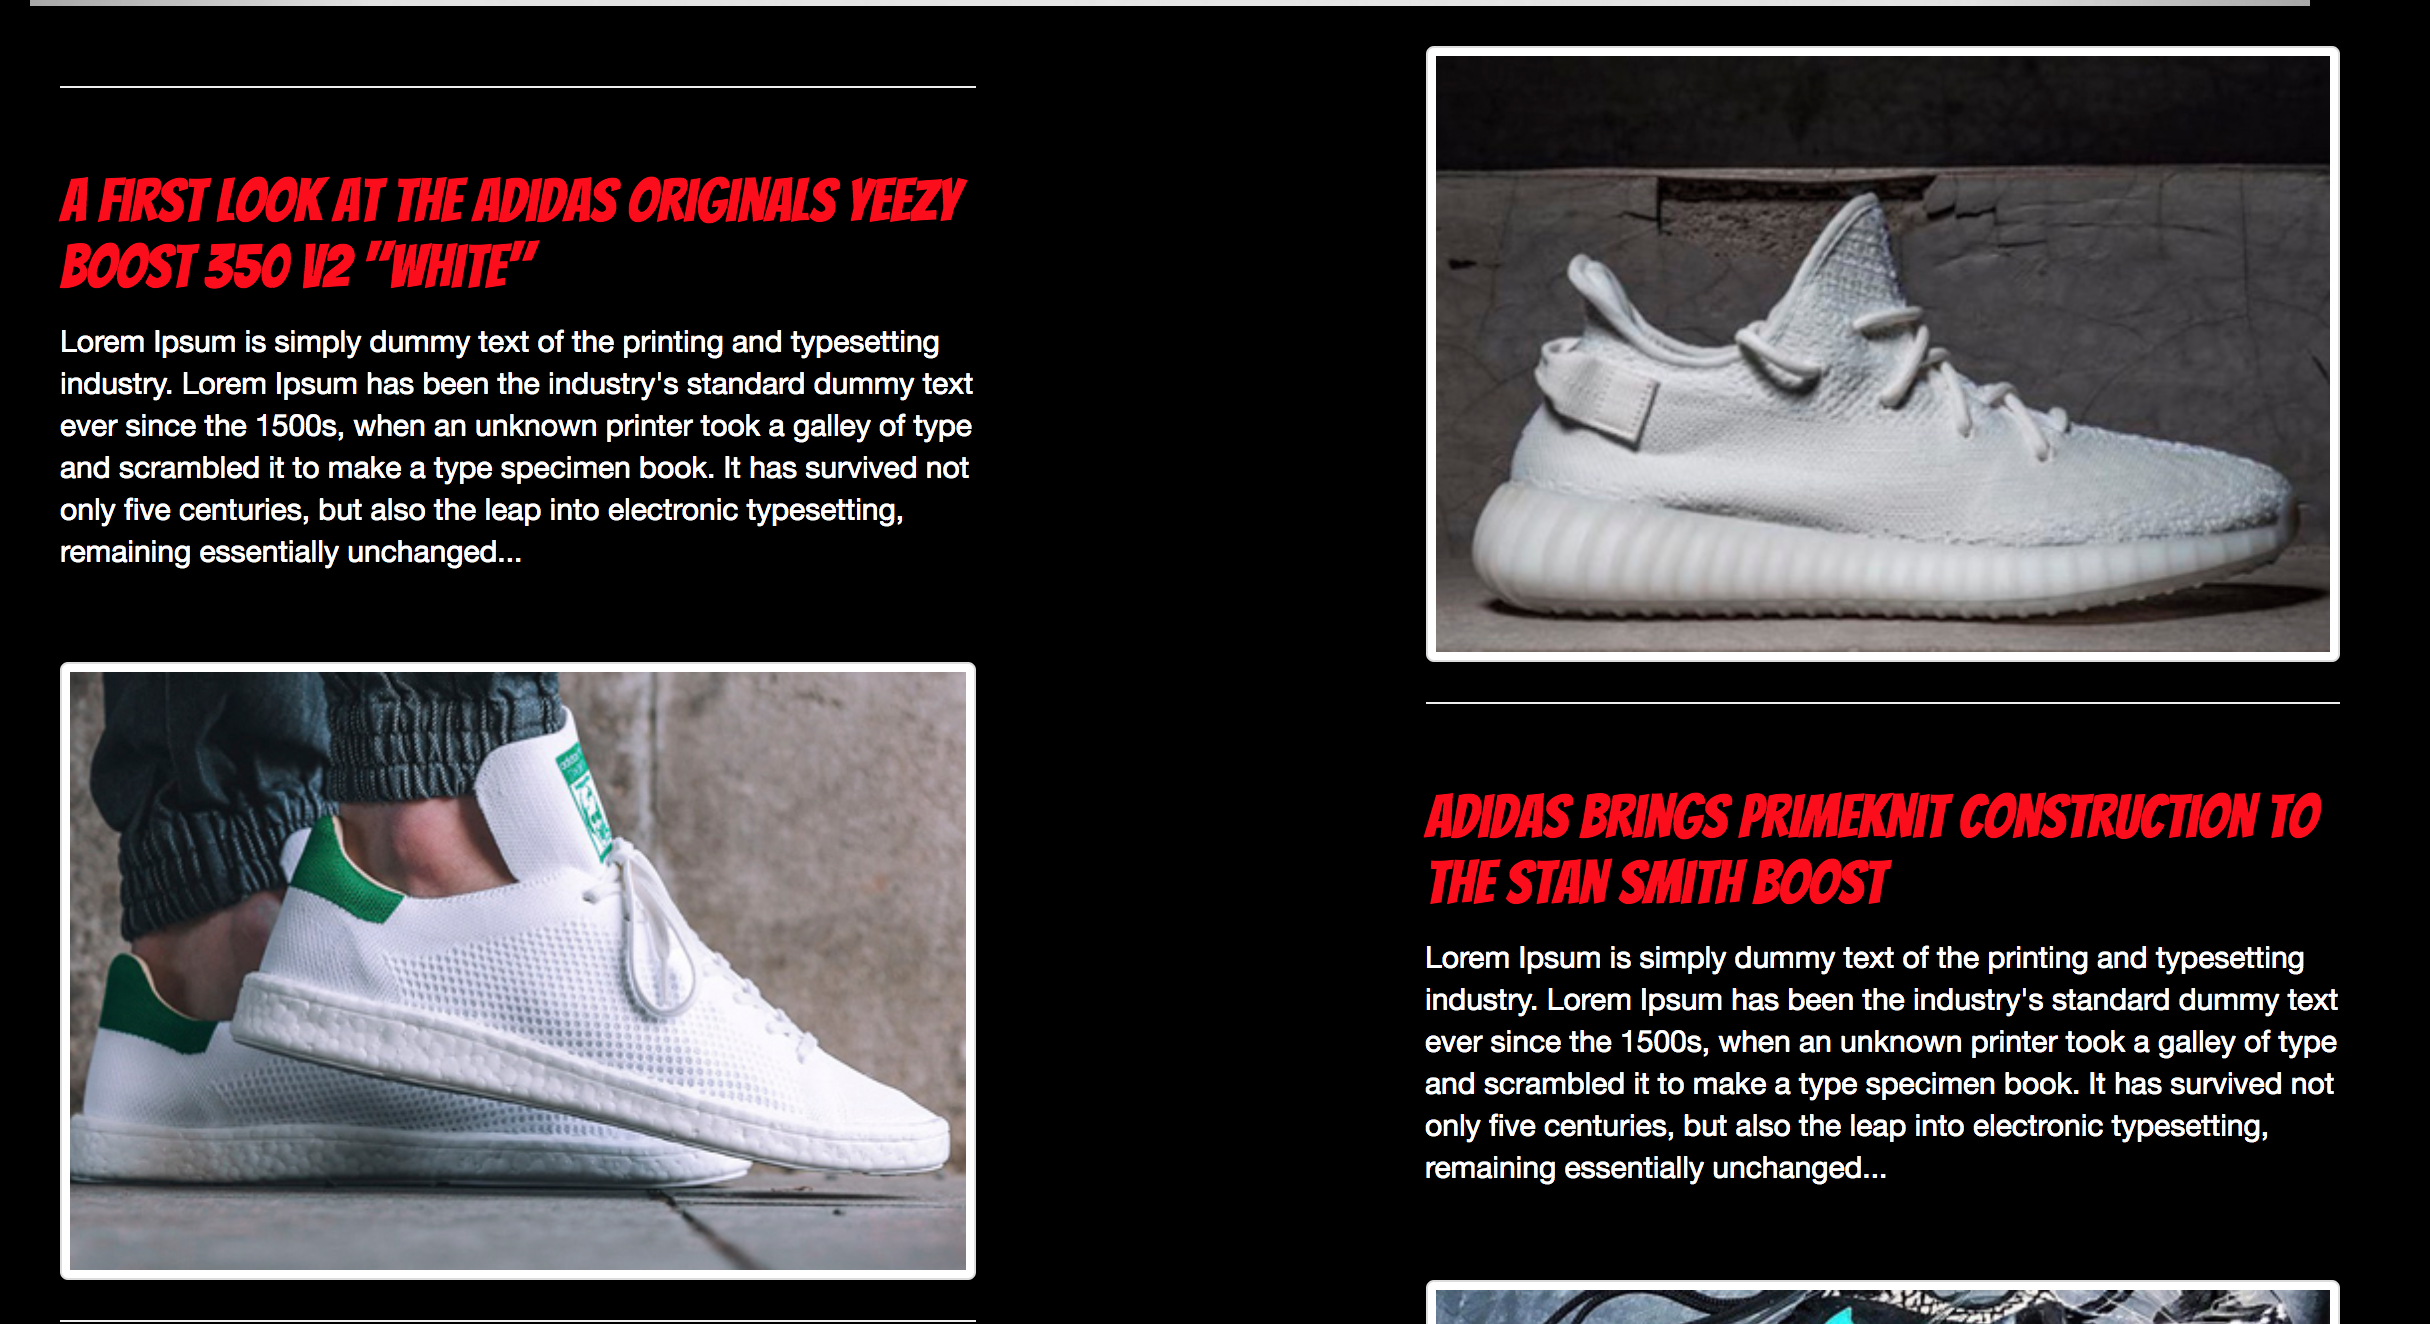 A FIRST LOOK AT THE ADIDAS ORIGINALS YEEZY
BOOST 350 V2 "WHITE"
Lorem Ipsum is simply dummy text of the printing and typesetting
industry. Lorem Ipsum has been the industry's standard dummy text
ever since the 1500s, when an unknown printer took a galley of type
and scrambled it to make a type specimen book. It has survived not
only five centuries, but also the leap into electronic typesetting,
remaining essentially unchanged...
ADIDAS BRINGS PRIMEKNIT CONSTRUCTION TO
THE STAN SMITH BOOST
Lorem Ipsum is simply dummy text of the printing and typesetting
industry. Lorem Ipsum has been the industry's standard dummy text
ever since the 1500s, when an unknown printer took a galley of type
and scrambled it to make a type specimen book. It has survived not
only five centuries, but also the leap into electronic typesetting,
remaining essentially unchanged...